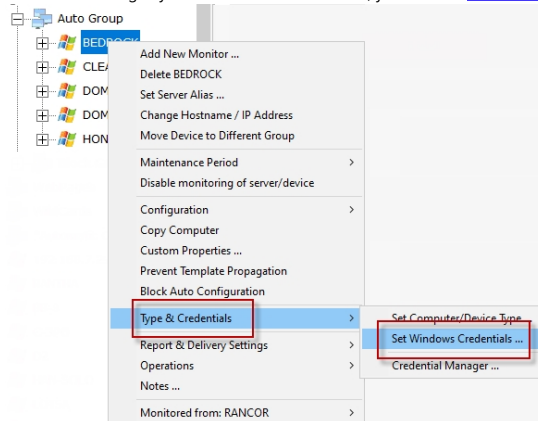 Auto Group
BEDROCK
Add New Monitor ...
Delete BEDROCK
Set Server Alias ...
Change Hostname / IP Address
Move Device to Different Group
Maintenance Period
Disable monitoring of server/device
Configuration
Copy Computer
Custom Properties ...
Prevent Template Propagation
Block Auto Configuration
Type & Credentials
Set Computer/Device Type
Set Windows Credentials ...
Report & Delivery Settings
Credential Manager ...
Operations
Notes ...
Monitored from: RANCOR
CLEA
DOM
DOM
HON